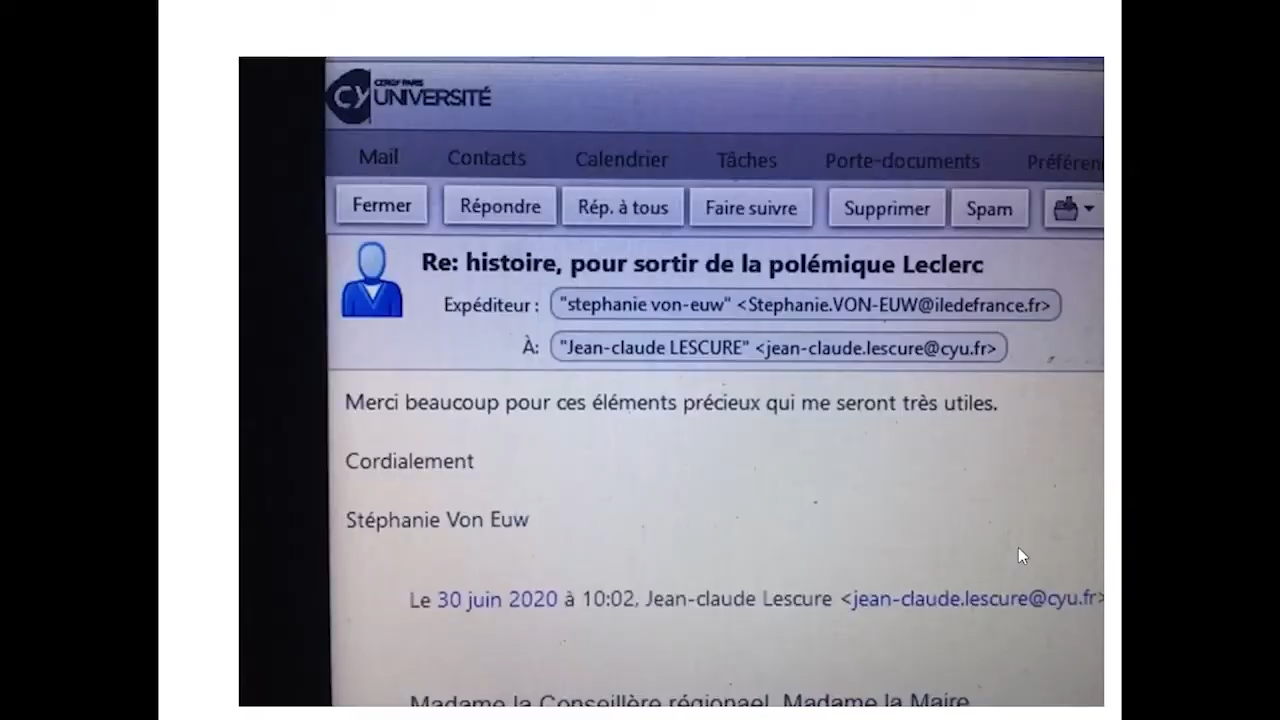 CERGY PARIS
CY UNIVERSITÉ
Mail Contacts Calendrier Tâches Porte-documents Préféren
Fermer Répondre Rép. à tous Faire suivre Supprimer Spam
Re: histoire, pour sortir de la polémique Leclerc
Expéditeur : "stephanie von-euw" <Stephanie.VON-EUW@iledefrance.fr>
À: "Jean-claude LESCURE" <jean-claude.lescure@cyu.fr>
Merci beaucoup pour ces éléments précieux qui me seront très utiles.
Cordialement
Stéphanie Von Euw
Le 30 juin 2020 à 10:02, Jean-claude Lescure <jean-claude.lescure@cyu.fr>
Madame la Conseillère régionael, Madame la Maire